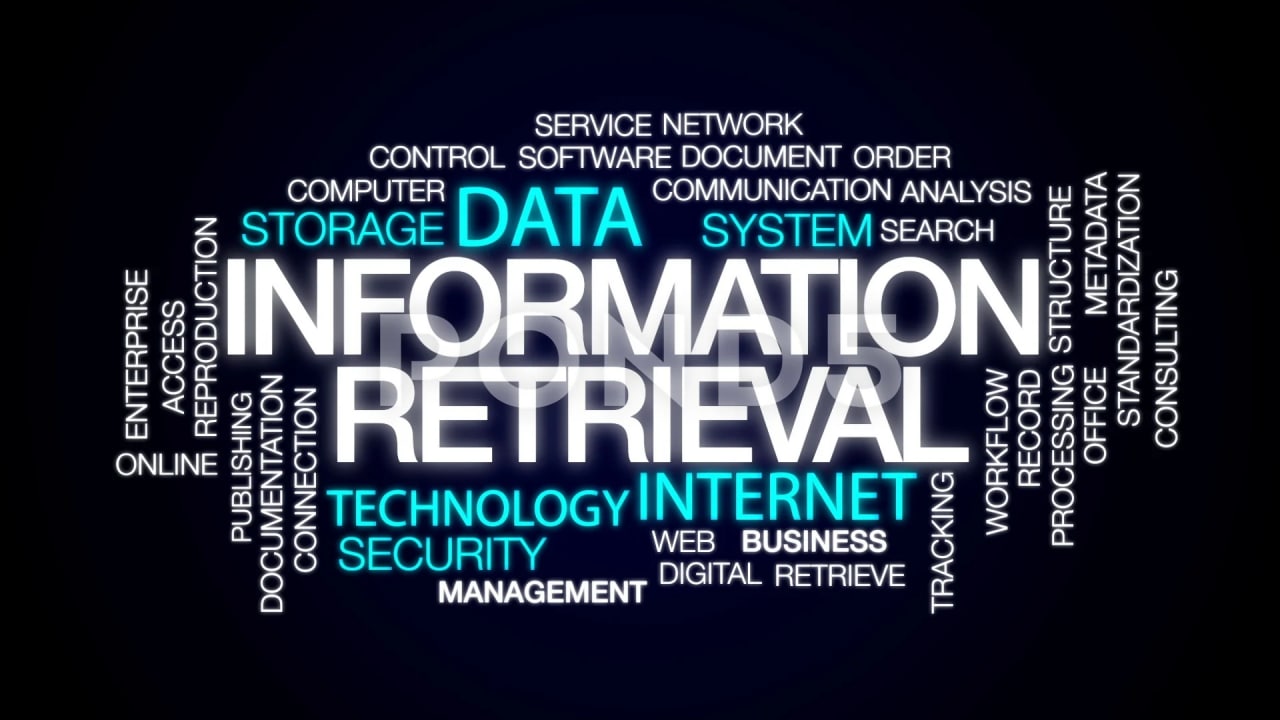 SERVICE NETWORK
CONTROL SOFTWARE DOCUMENT ORDER
COMPUTER DATA COMMUNICATION ANALYSIS
STORAGE SYSTEM SEARCH
INFORMATION
RETRIEVAL
POND5
TECHNOLOGY INTERNET
SECURITY WEB BUSINESS
DIGITAL RETRIEVE
MANAGEMENT
ENTERPRISE
ACCESS
REPRODUCTION
ONLINE
PUBLISHING
DOCUMENTATION
CONNECTION
TRACKING
WORKFLOW
RECORD
PROCESSING STRUCTURE
OFFICE METADATA
STANDARDIZATION
CONSULTING